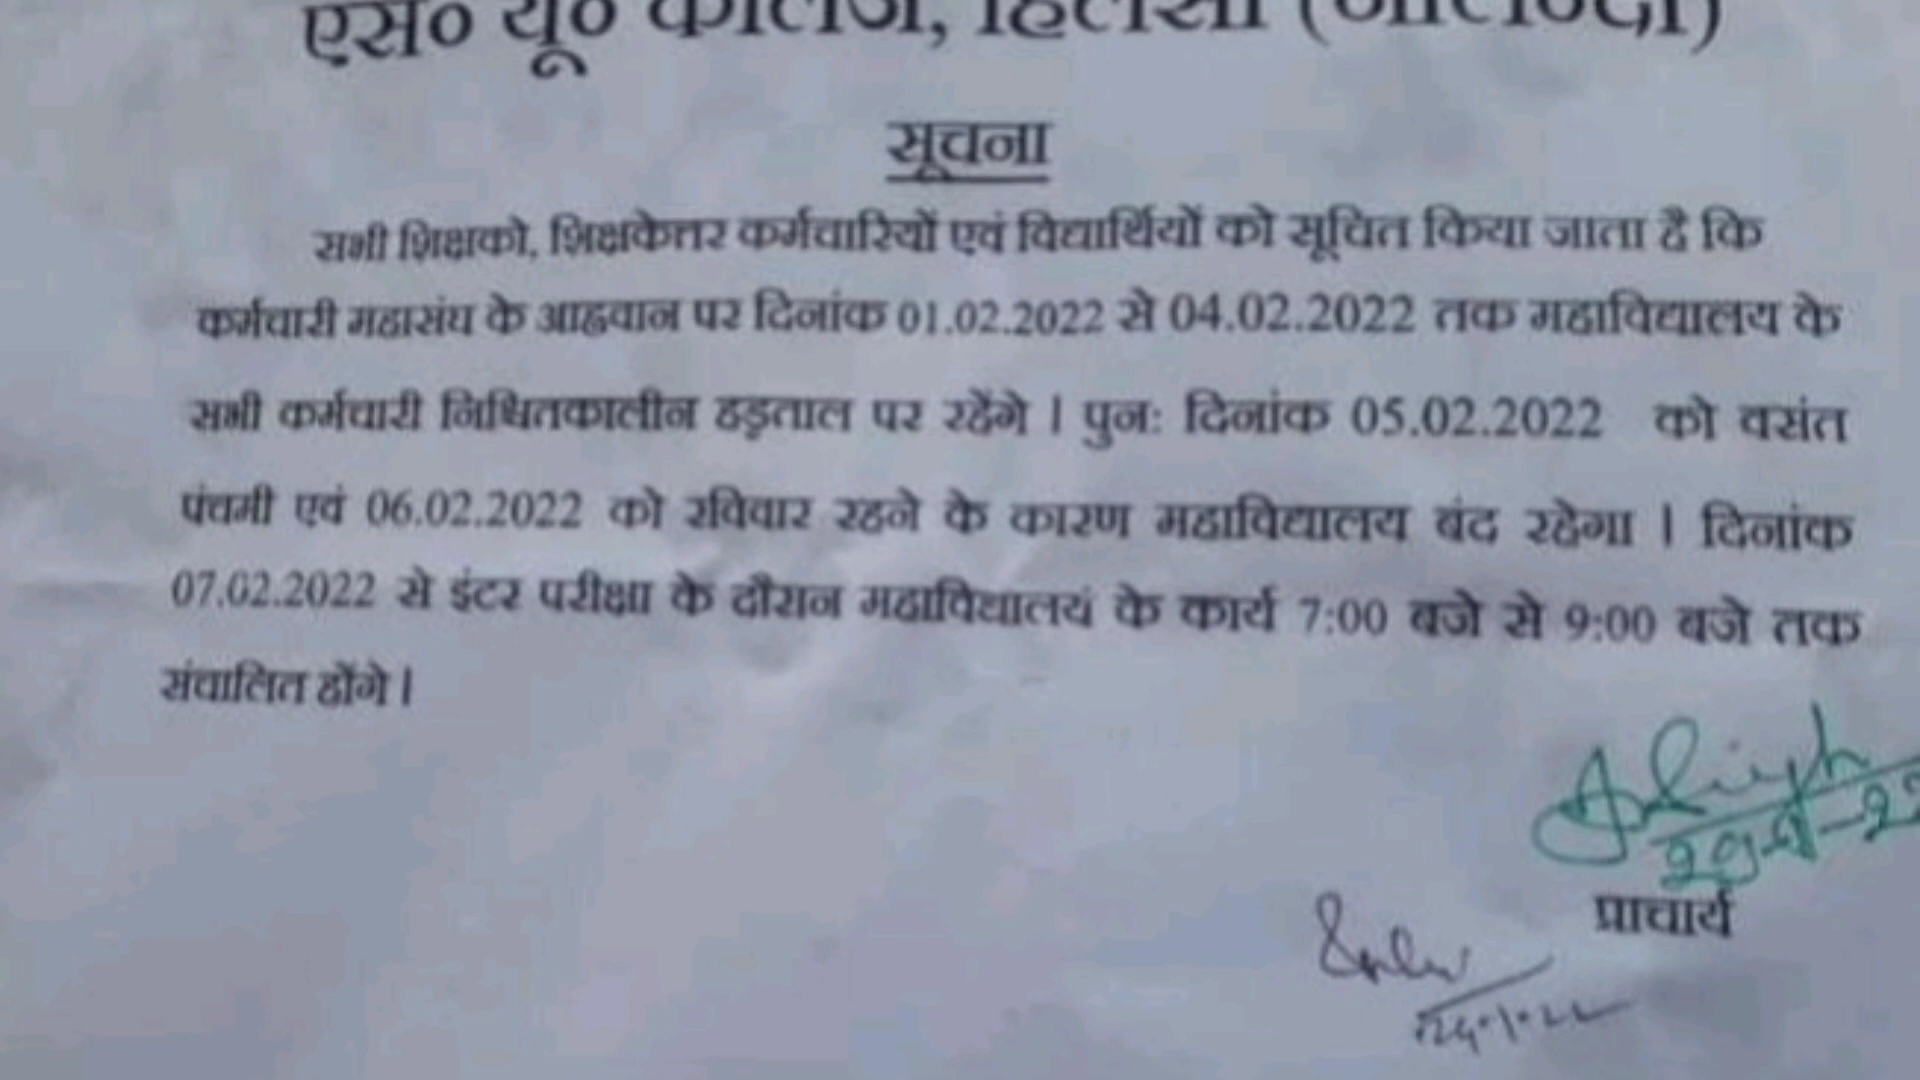 एस० यू० कॉलेज, हिलसा (नालन्दा)
सूचना
सभी शिक्षको, शिक्षकेत्तर कर्मचारियों एवं विद्यार्थियों को सूचित किया जाता है कि
कर्मचारी महासंघ के आहवान पर दिनांक 01.02.2022 से 04.02.2022 तक महाविद्यालय के
सभी कर्मचारी निश्चितकालीन हड़ताल पर रहेंगे । पुनः दिनांक 05.02.2022 को वसंत
पंचमी एवं 06.02.2022 को रविवार रहने के कारण महाविद्यालय बंद रहेगा । दिनांक
07.02.2022 से इंटर परीक्षा के दौरान महाविद्यालय के कार्य 7:00 बजे से 9:00 बजे तक
संचालित होंगे ।
प्राचार्य